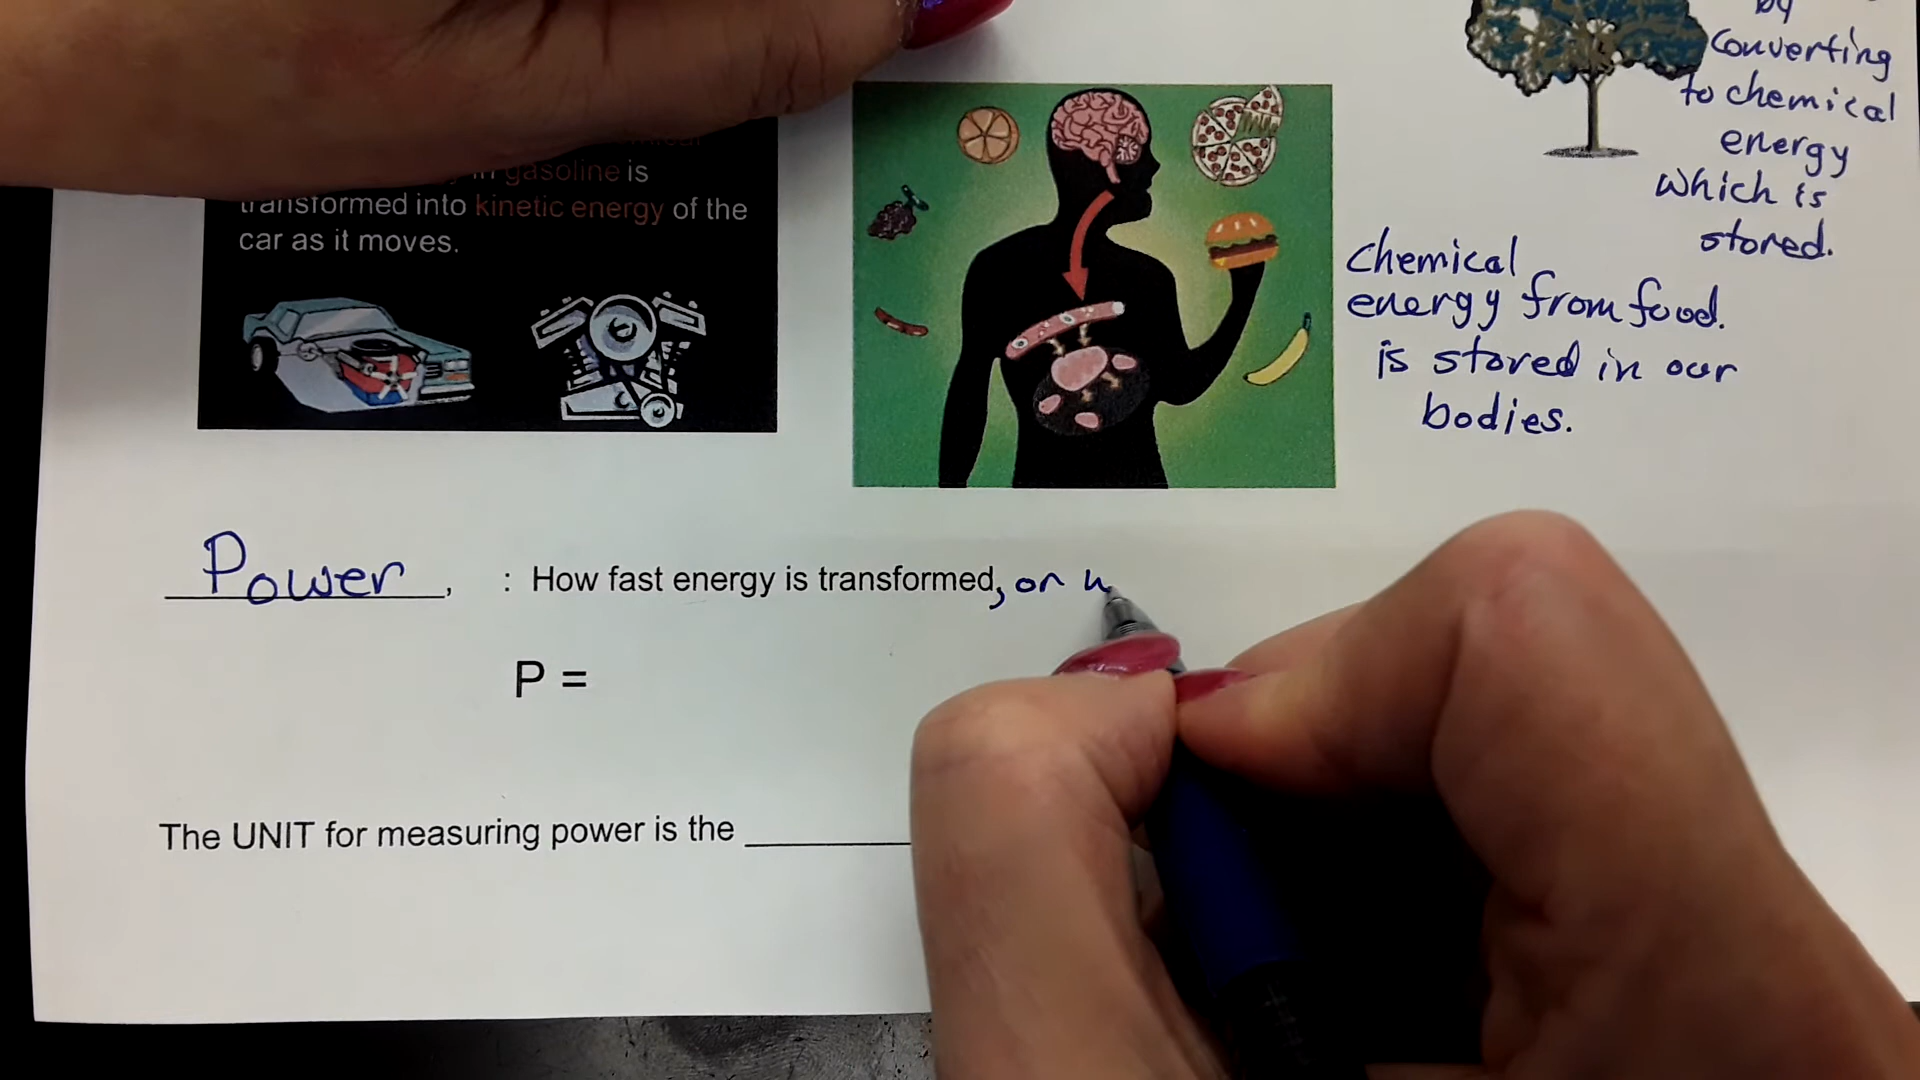 by
converting
to chemical
energy
which is
stored.
in gasoline is
transformed into kinetic energy of the
car as it moves.
Chemical
energy from food.
is stored in our
bodies.
Power, : How fast energy is transformed, or
P =
The UNIT for measuring power is the